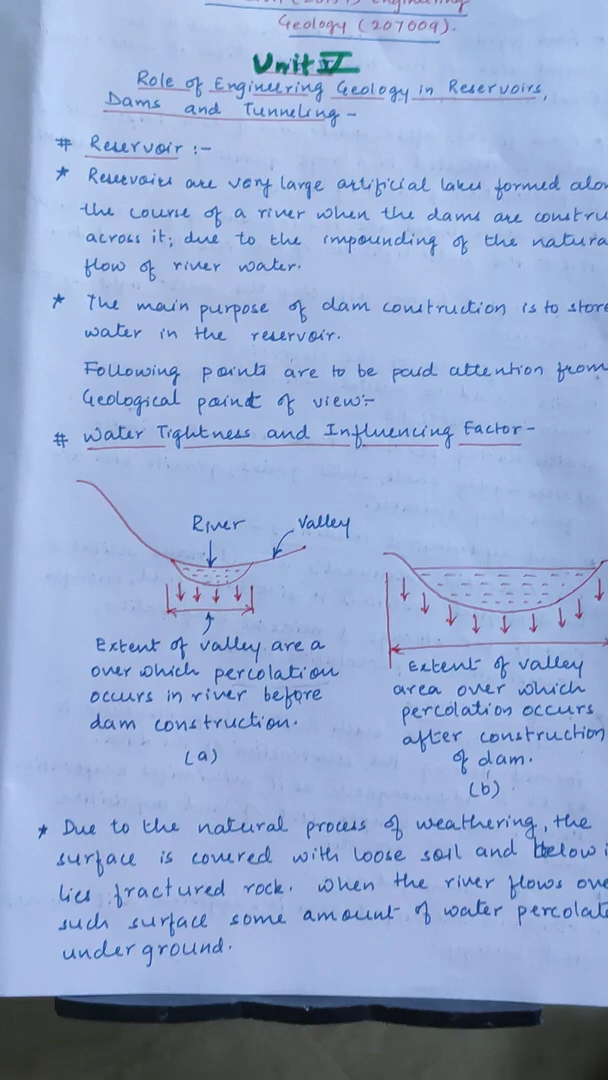 Engineering
Geology (207009).
Unit V
Role of Engineering Geology in Reservoirs,
Dams and Tunneling -
# Reservoir :-
* Reservoirs are very large artificial lakes formed alon
the course of a river when the dams are constru
across it; due to the impounding of the natura
flow of river water.
* The main purpose of dam construction is to store
water in the reservoir.
Following points are to be paid attention from
Geological point of view:-
# Water Tightness and Influencing Factor -
River
Valley
Extent of valley are a
over which percolation
occurs in river before
dam construction.
(a)
Extent of valley
area over which
percolation occurs
after construction
of dam.
(b)
* Due to the natural process of weathering, the
surface is covered with loose soil and below i
lies fractured rock. When the river flows ove
such surface some amount of water percolat
under ground.